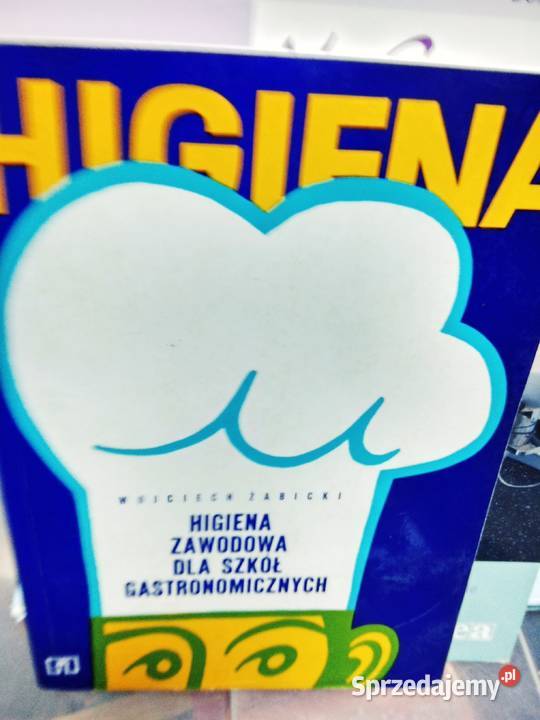 HIGIENA
WOJCIECH ŻABICKI
HIGIENA
ZAWODOWA
DLA SZKÓŁ
GASTRONOMICZNYCH
Sprzedajemy.pl